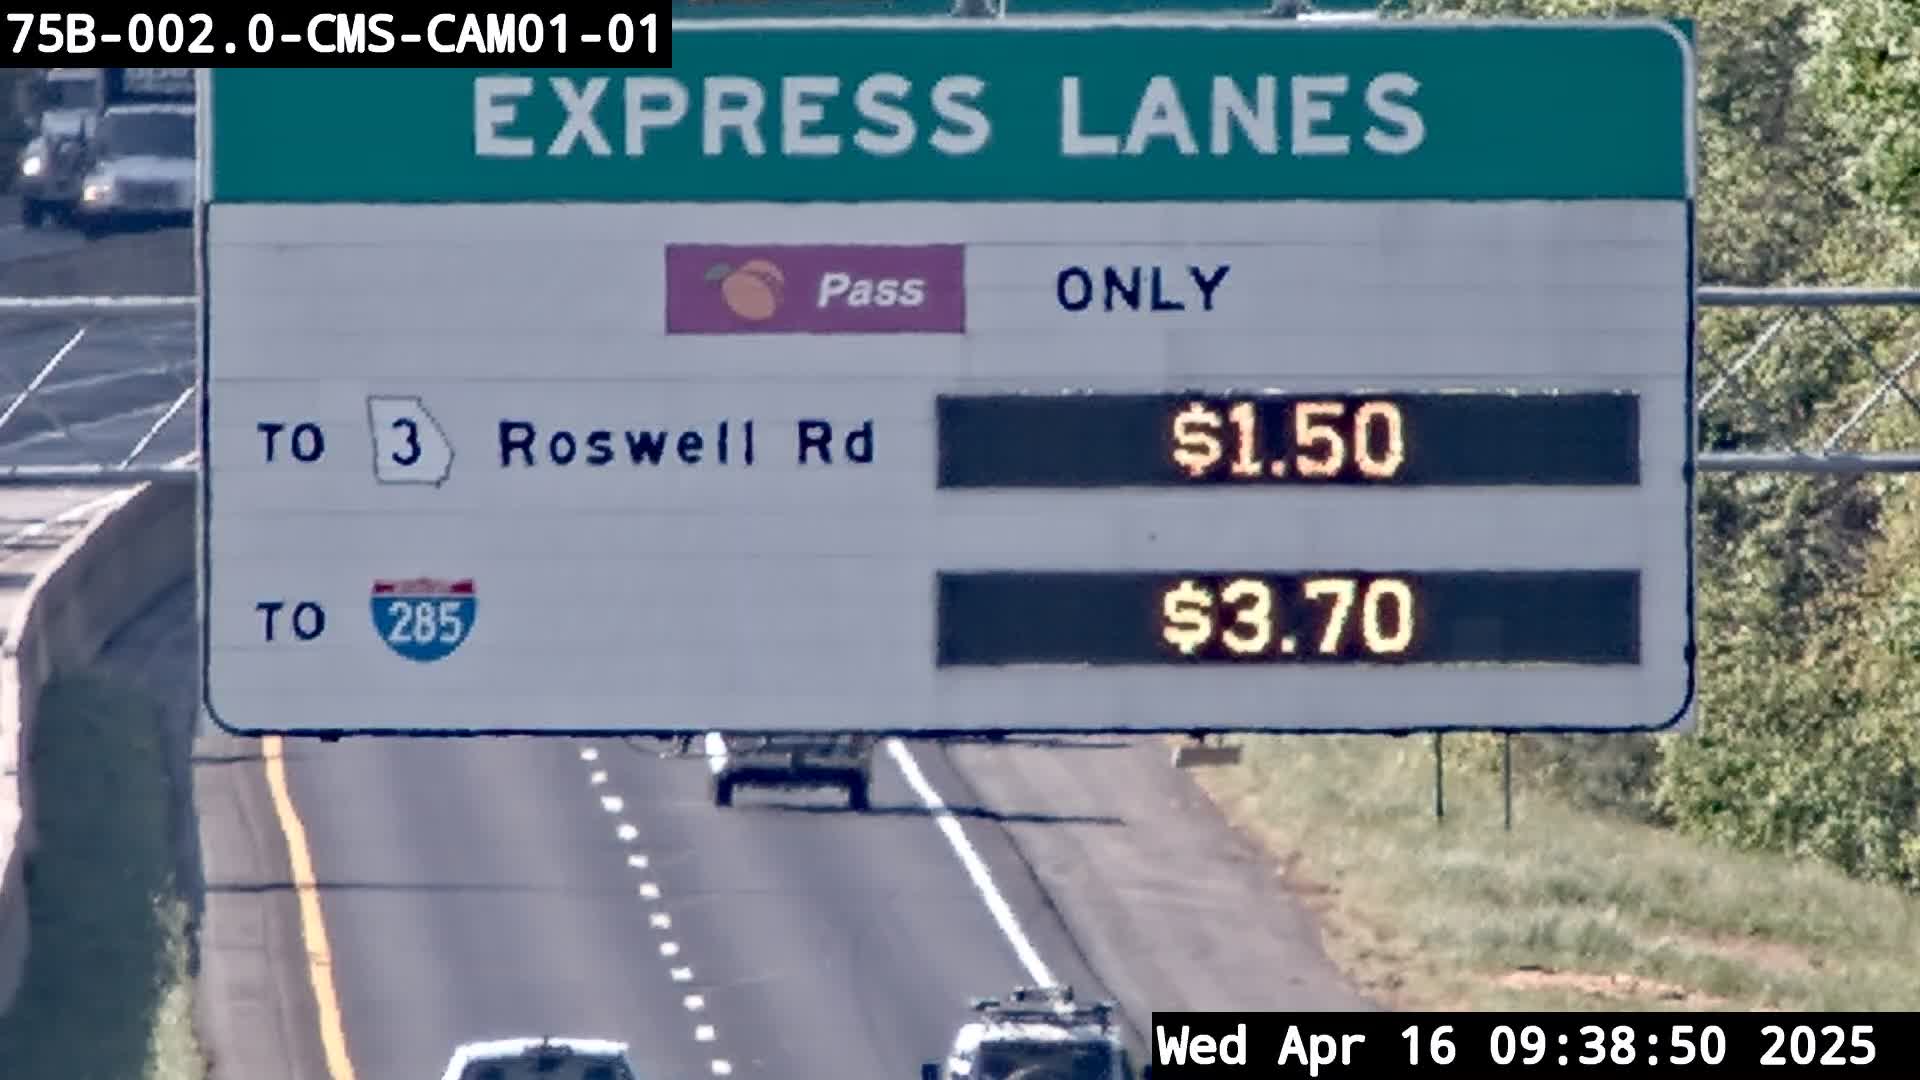 75B-002.0-CMS-CAM01-01
EXPRESS LANES
Pass ONLY
TO 3 Roswell Rd $1.50
TO 285 $3.70
Wed Apr 16 09:38:50 2025